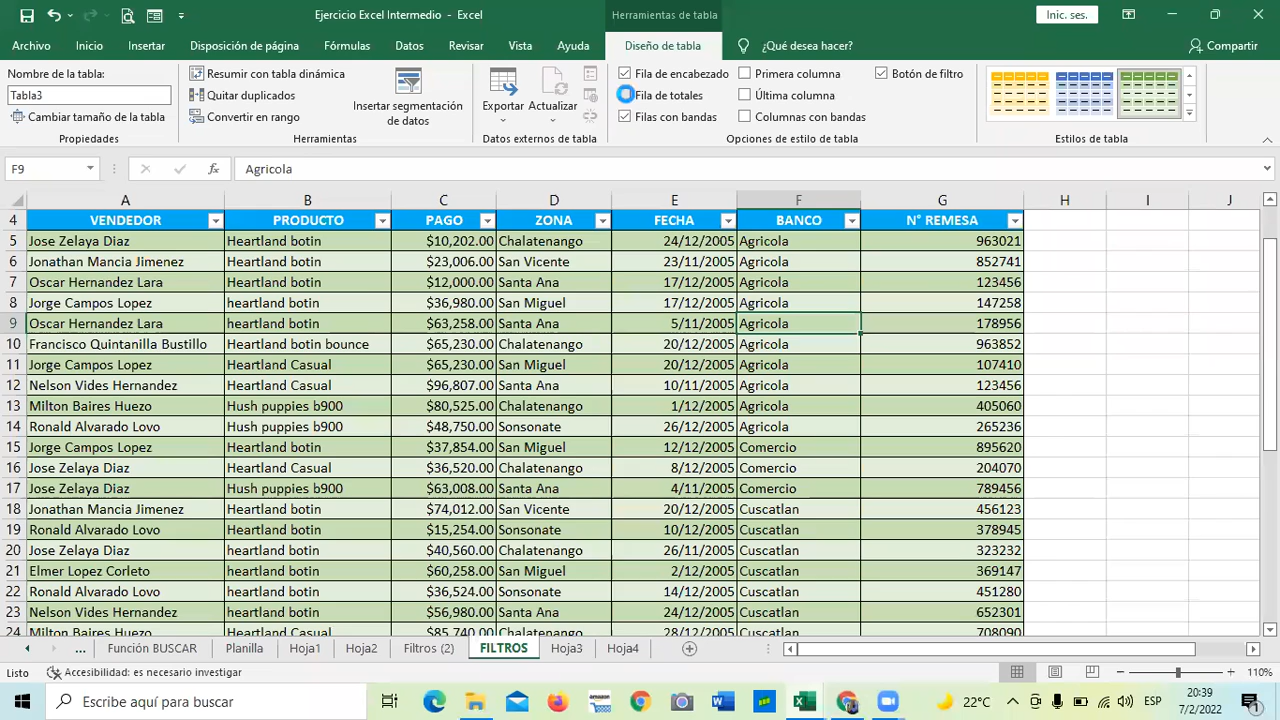 Ejercicio Excel Intermedio - Excel
Herramientas de tabla
Inic. ses.
Archivo Inicio Insertar Disposición de página Fórmulas Datos Revisar Vista Ayuda Diseño de tabla ¿Qué desea hacer? Compartir
Nombre de la tabla:
Tabla3
Cambiar tamaño de la tabla
Propiedades
Resumir con tabla dinámica
Quitar duplicados
Convertir en rango
Insertar segmentación
de datos
Herramientas
Exportar Actualizar
Datos externos de tabla
Fila de encabezado Primera columna Botón de filtro
Fila de totales Última columna
Filas con bandas Columnas con bandas
Opciones de estilo de tabla
Estilos de tabla
F9 fx Agricola
A B C D E F G H I J
4 VENDEDOR PRODUCTO PAGO ZONA FECHA BANCO N° REMESA
5 Jose Zelaya Diaz Heartland botin $10,202.00 Chalatenango 24/12/2005 Agricola 963021
6 Jonathan Mancia Jimenez Heartland botin $23,006.00 San Vicente 23/11/2005 Agricola 852741
7 Oscar Hernandez Lara Heartland botin $12,000.00 Santa Ana 17/12/2005 Agricola 123456
8 Jorge Campos Lopez heartland botin $36,980.00 San Miguel 17/12/2005 Agricola 147258
9 Oscar Hernandez Lara heartland botin $63,258.00 Santa Ana 5/11/2005 Agricola 178956
10 Francisco Quintanilla Bustillo Heartland botin bounce $65,230.00 Chalatenango 20/12/2005 Agricola 963852
11 Jorge Campos Lopez Heartland Casual $65,230.00 San Miguel 20/12/2005 Agricola 107410
12 Nelson Vides Hernandez Heartland Casual $96,807.00 Santa Ana 10/11/2005 Agricola 123456
13 Milton Baires Huezo Hush puppies b900 $80,525.00 Chalatenango 1/12/2005 Agricola 405060
14 Ronald Alvarado Lovo Hush puppies b900 $48,750.00 Sonsonate 26/12/2005 Agricola 265236
15 Jorge Campos Lopez Heartland botin $37,854.00 San Miguel 12/12/2005 Comercio 895620
16 Jose Zelaya Diaz Heartland Casual $36,520.00 Chalatenango 8/12/2005 Comercio 204070
17 Jose Zelaya Diaz Hush puppies b900 $63,008.00 Santa Ana 4/11/2005 Comercio 789456
18 Jonathan Mancia Jimenez Heartland botin $74,012.00 San Vicente 20/12/2005 Cuscatlan 456123
19 Ronald Alvarado Lovo Heartland botin $15,254.00 Sonsonate 10/12/2005 Cuscatlan 378945
20 Jose Zelaya Diaz heartland botin $40,560.00 Chalatenango 26/11/2005 Cuscatlan 323232
21 Elmer Lopez Corleto heartland botin $60,258.00 San Miguel 2/12/2005 Cuscatlan 369147
22 Ronald Alvarado Lovo heartland botin $36,524.00 Sonsonate 14/12/2005 Cuscatlan 451280
23 Nelson Vides Hernandez heartland botin $56,980.00 Santa Ana 24/12/2005 Cuscatlan 652301
24 Milton Baires Huezo Heartland Casual $85,740.00 Chalatenango 28/12/2005 Cuscatlan 708090
... Función BUSCAR Planilla Hoja1 Hoja2 Filtros (2) FILTROS Hoja3 Hoja4
Listo Accesibilidad: es necesario investigar 110%
Escribe aquí para buscar 22°C ESP 20:39
7/2/2022